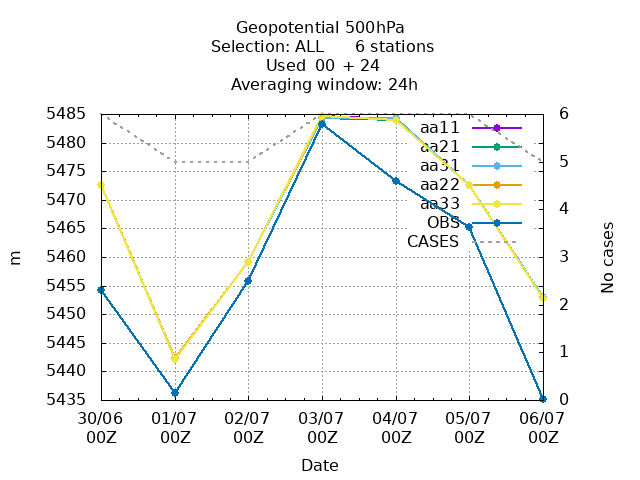 Geopotential 500hPa
Selection: ALL 6 stations
Used 00 + 24
Averaging window: 24h
5485
5480
5475
5470
5465
5460
5455
5450
5445
5440
5435
m
6
5
4
3
2
1
0
No cases
aa11
aa21
aa31
aa22
aa33
OBS
CASES
30/06 01/07 02/07 03/07 04/07 05/07 06/07
00Z 00Z 00Z 00Z 00Z 00Z 00Z
Date